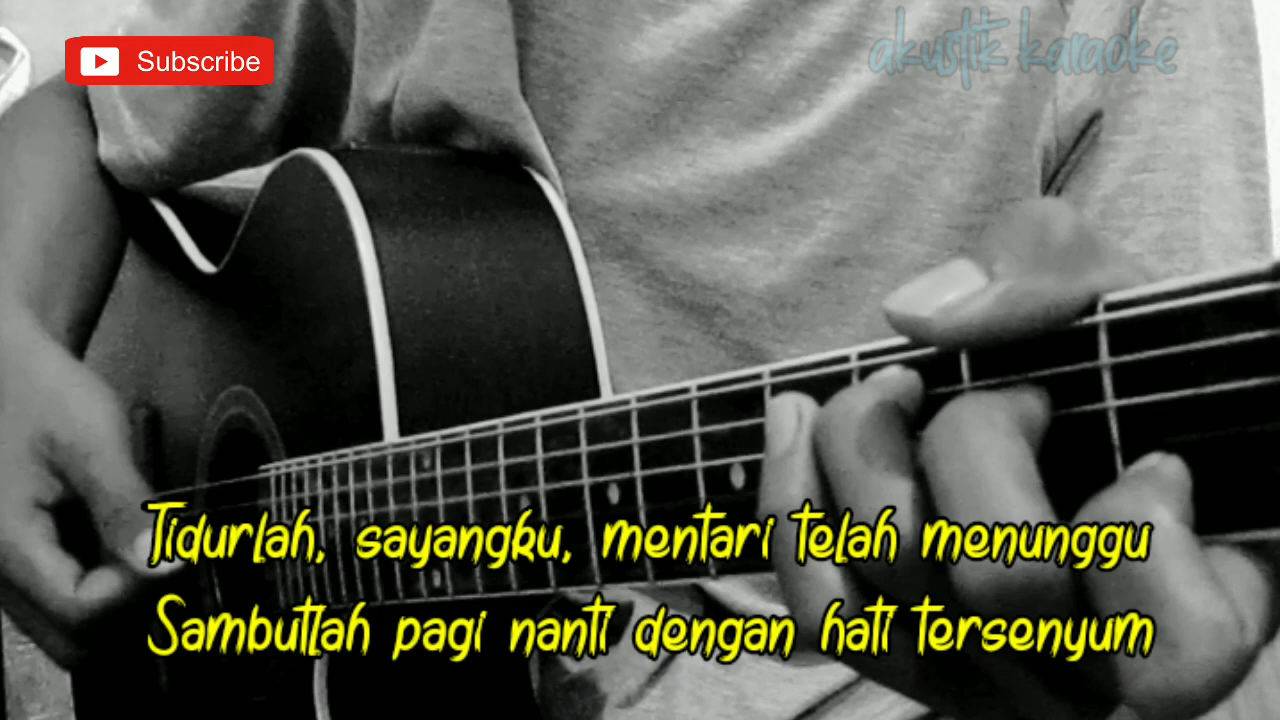 Subscribe
akustik karaoke
Tidurlah, sayangku, mentari telah menunggu
Sambutlah pagi nanti dengan hati tersenyum